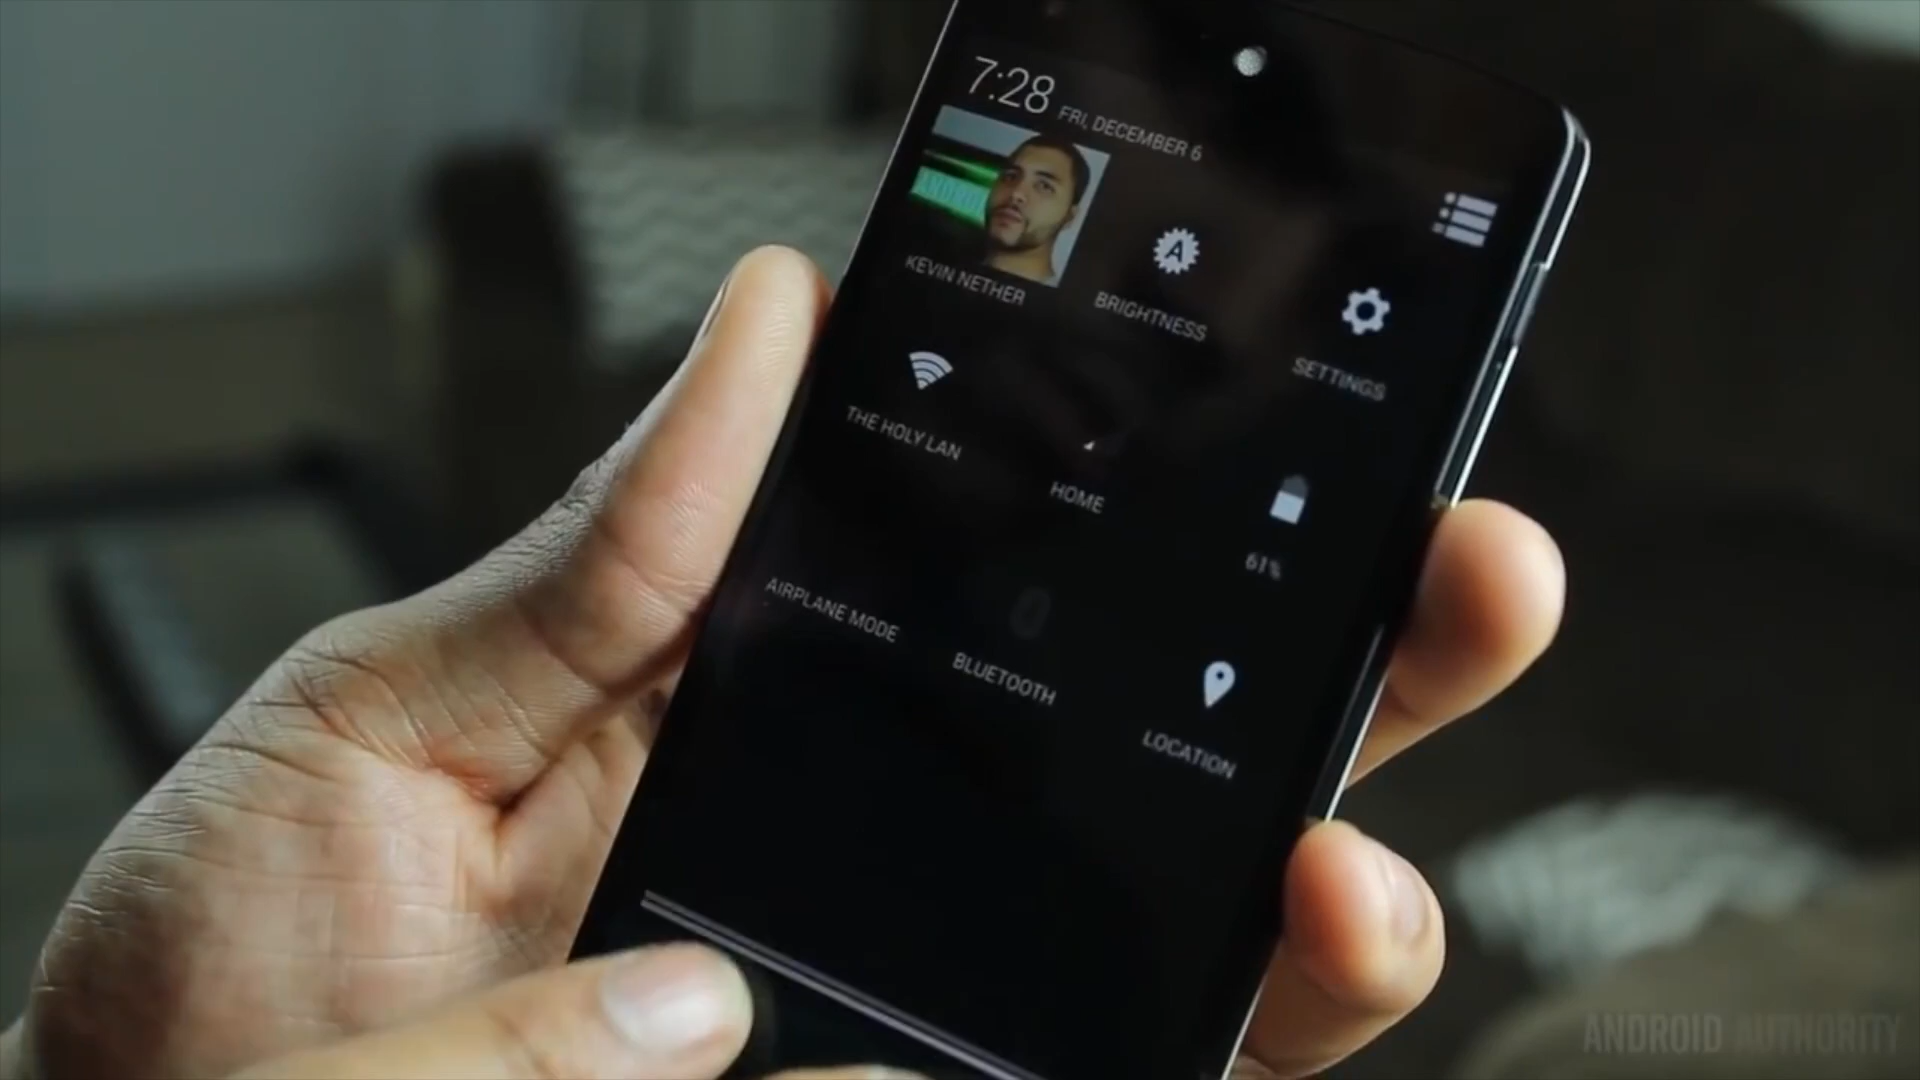 7:28 FRI, DECEMBER 6
ANDROID
KEVIN NETHER
A
BRIGHTNESS
SETTINGS
THE HOLY LAN
HOME
61%
AIRPLANE MODE
BLUETOOTH
LOCATION
ANDROID AUTHORITY